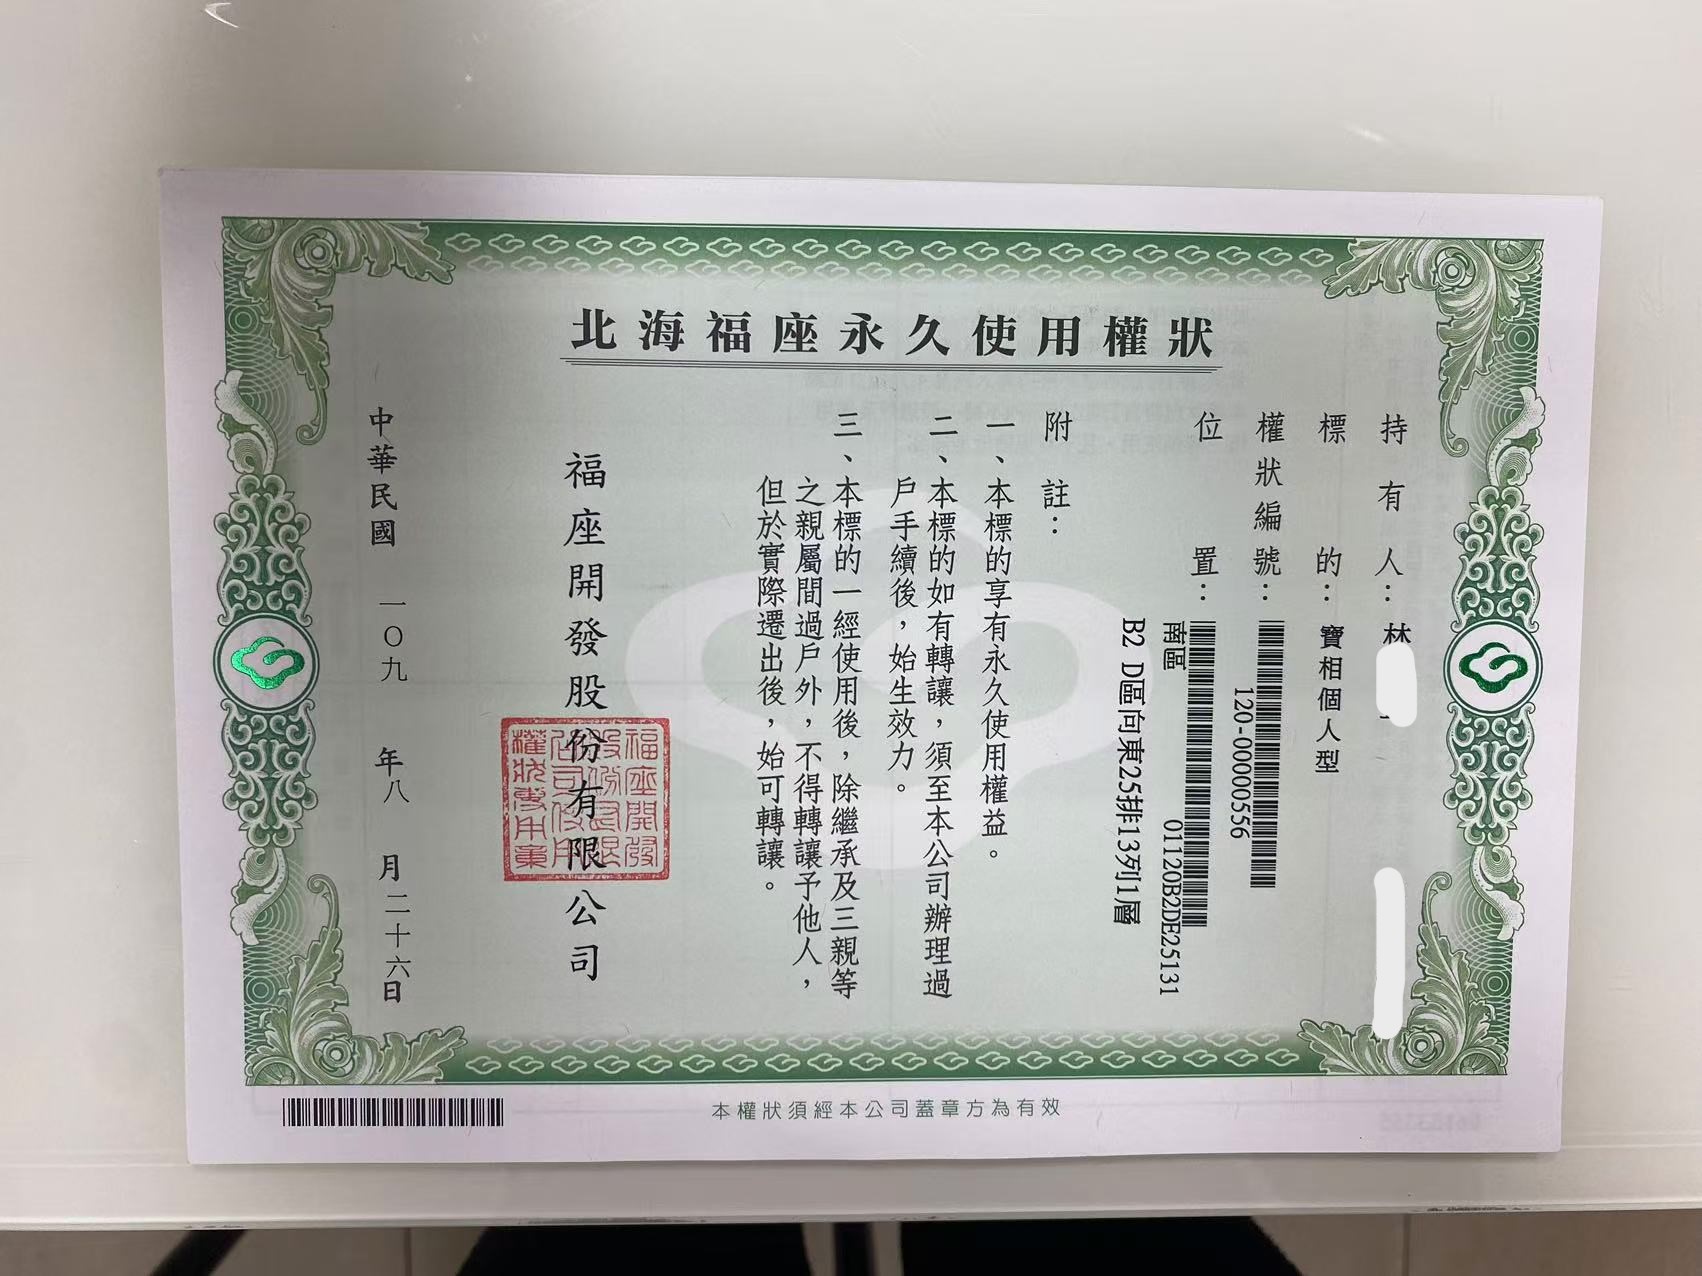 北海福座永久使用權狀
持有人：林
標的：寶相個人型
權狀編號：
120-00000556
位置：
南區 01120B2DE25131
B2 D區向東25排13列1層
附註：
一、本標的享有永久使用權益。
二、本標的如有轉讓，須至本公司辦理過
戶手續後，始生效力。
三、本標的一經使用後，除繼承及三親等
之親屬間過戶外，不得轉讓予他人，
但於實際遷出後，始可轉讓。
福座開發股份有限公司
福座開發股份有限公司使用權狀專用章
中華民國 一〇九 年八 月二十六日
本權狀須經本公司蓋章方為有效